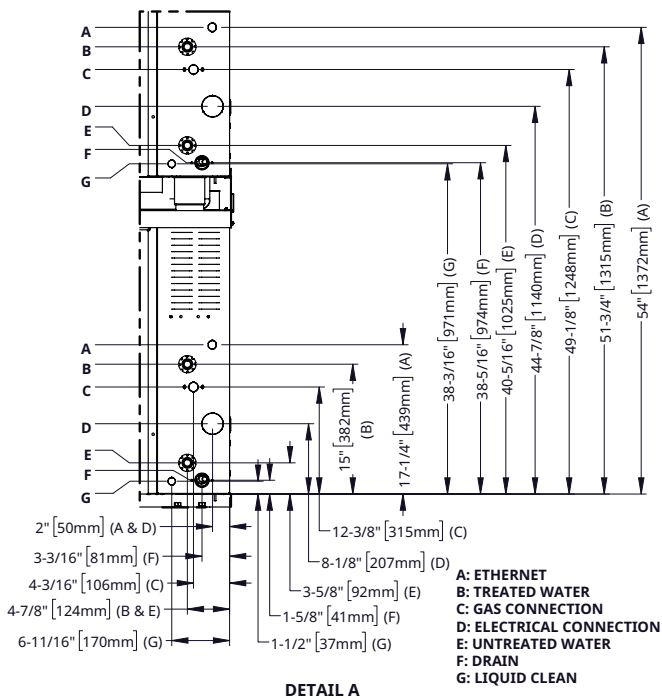 A
B
C
D
E
F
G
A
B
C
D
E
F
G
38-3/16" [971mm] (G)
38-5/16" [974mm] (F)
40-5/16" [1025mm] (E)
44-7/8" [1140mm] (D)
49-1/8" [1248mm] (C)
51-3/4" [1315mm] (B)
54" [1372mm] (A)
15" [382mm]
(B)
17-1/4" [439mm] (A)
2" [50mm] (A & D)
3-3/16" [81mm] (F)
4-3/16" [106mm] (C)
4-7/8" [124mm] (B & E)
6-11/16" [170mm] (G)
12-3/8" [315mm] (C)
8-1/8" [207mm] (D)
3-5/8" [92mm] (E)
1-5/8" [41mm] (F)
1-1/2" [37mm] (G)
A: ETHERNET
B: TREATED WATER
C: GAS CONNECTION
D: ELECTRICAL CONNECTION
E: UNTREATED WATER
F: DRAIN
G: LIQUID CLEAN
DETAIL A